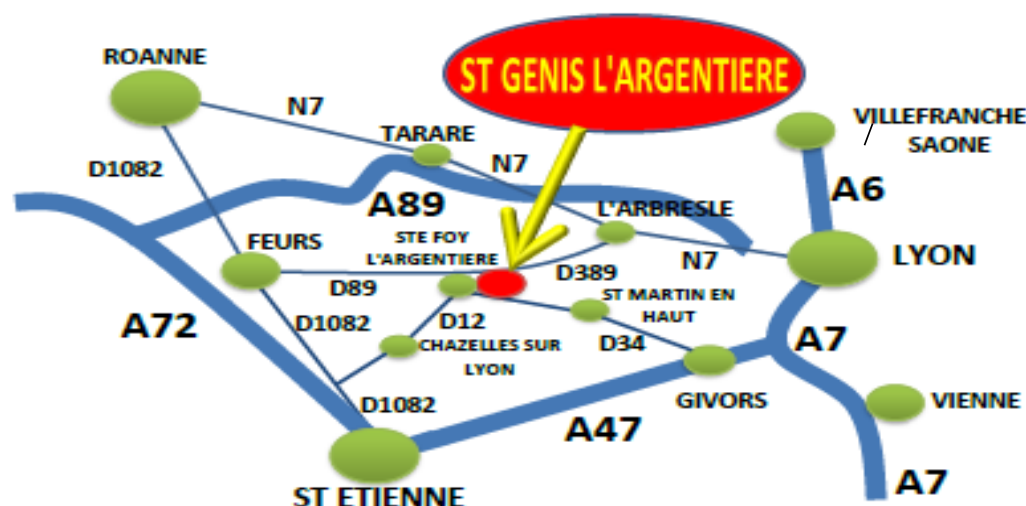 ROANNE
ST GENIS L'ARGENTIERE
N7
TARARE
VILLEFRANCHE
/
SAONE
D1082
N7
A6
A89
L'ARBRESLE
FEURS
STE FOY
L'ARGENTIERE
LYON
N7
D389
D89
ST MARTIN EN
HAUT
A72
D1082
D12
CHAZELLES SUR
LYON
D34
A7
D1082
GIVORS
VIENNE
A47
A7
ST ETIENNE